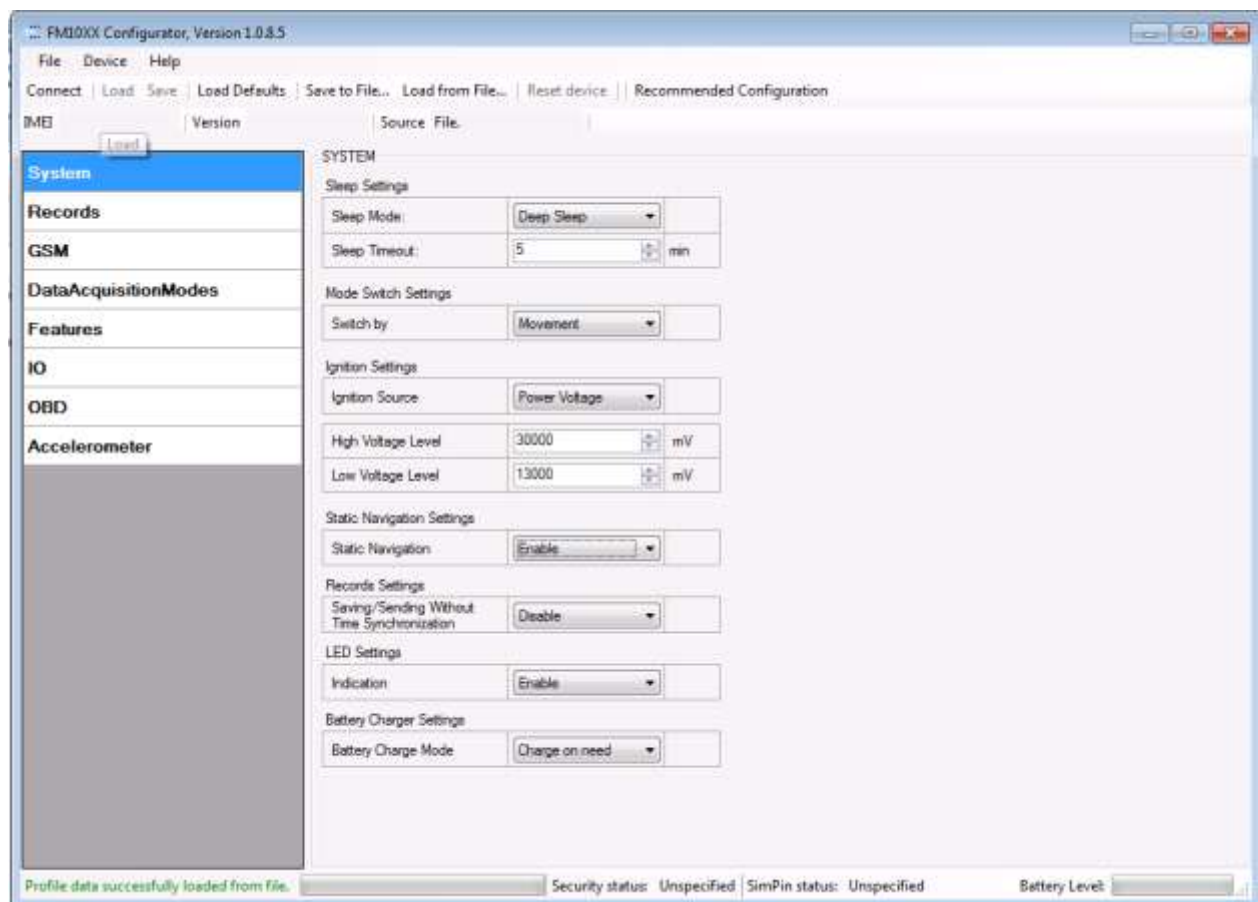 FM10XX Configurator, Version 1.0.8.5
File Device Help
Connect Load Save Load Defaults Save to File... Load from File... Reset device Recommended Configuration
IMEI Version Source File.
Load
System
Records
GSM
DataAcquisitionModes
Features
IO
OBD
Accelerometer
SYSTEM
Sleep Settings
Sleep Mode: Deep Sleep
Sleep Timeout: 5 min
Mode Switch Settings
Switch by Movement
Ignition Settings
Ignition Source Power Voltage
High Voltage Level 30000 mV
Low Voltage Level 13000 mV
Static Navigation Settings
Static Navigation Enable
Records Settings
Saving/Sending Without
Time Synchronization Disable
LED Settings
Indication Enable
Battery Charger Settings
Battery Charge Mode Charge on need
Profile data successfully loaded from file. Security status: Unspecified SimPin status: Unspecified Battery Level: